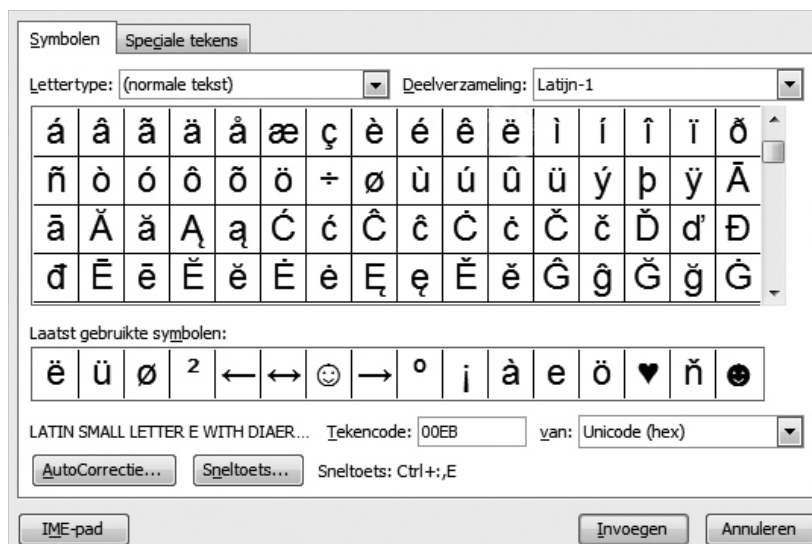 Symbolen Speciale tekens
Lettertype: (normale tekst) Deelverzameling: Latijn-1
á â ã ä å æ ç è é ê ë ì í î ï ð
ñ ò ó ô õ ö ÷ ø ù ú û ü ý þ ÿ Ā
ā Ă ă Ą ą Ć ć Ĉ ĉ Ċ ċ Č č Ď ď Đ
đ Ē ē Ĕ ĕ Ė ė Ę ę Ě ě Ĝ ĝ Ğ ğ Ġ
Laatst gebruikte symbolen:
ë ü ø ² ← ↔ ☺ → º ¡ à e ö ♥ ň ☻
LATIN SMALL LETTER E WITH DIAER... Tekencode: 00EB van: Unicode (hex)
AutoCorrectie... Sneltoets... Sneltoets: Ctrl+:,E
IME-pad Invoegen Annuleren